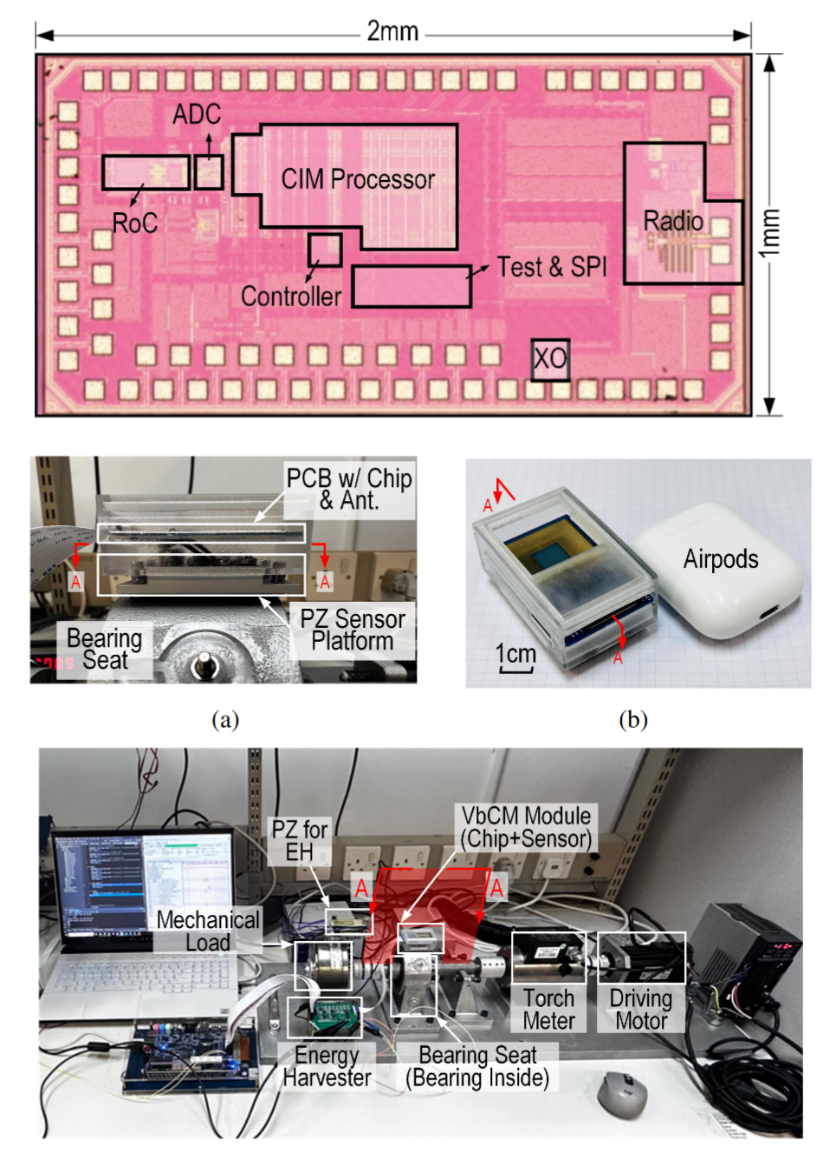 2mm
ADC
CIM Processor
RoC
Radio
1mm
Controller
Test & SPI
XO
PCB w/ Chip
& Ant.
A
A
Bearing
Seat
PZ Sensor
Platform
A
Airpods
A
1cm
(a)
(b)
VbCM Module
(Chip+Sensor)
PZ for
EH
A
A
Mechanical
Load
Torch
Meter
Driving
Motor
Energy
Harvester
Bearing Seat
(Bearing Inside)